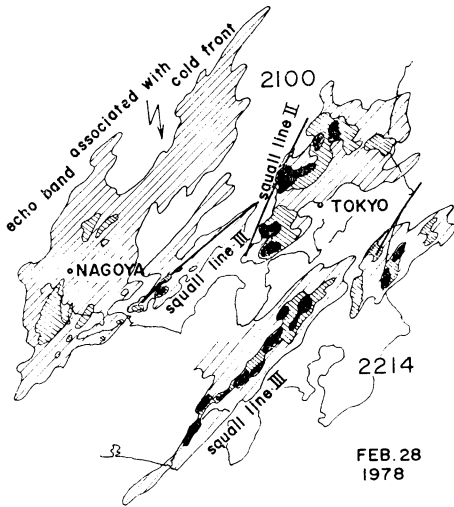 echo band associated with cold front
2100
squall line II
TOKYO
NAGOYA
squall line III
2214
squall line III
FEB. 28
1978